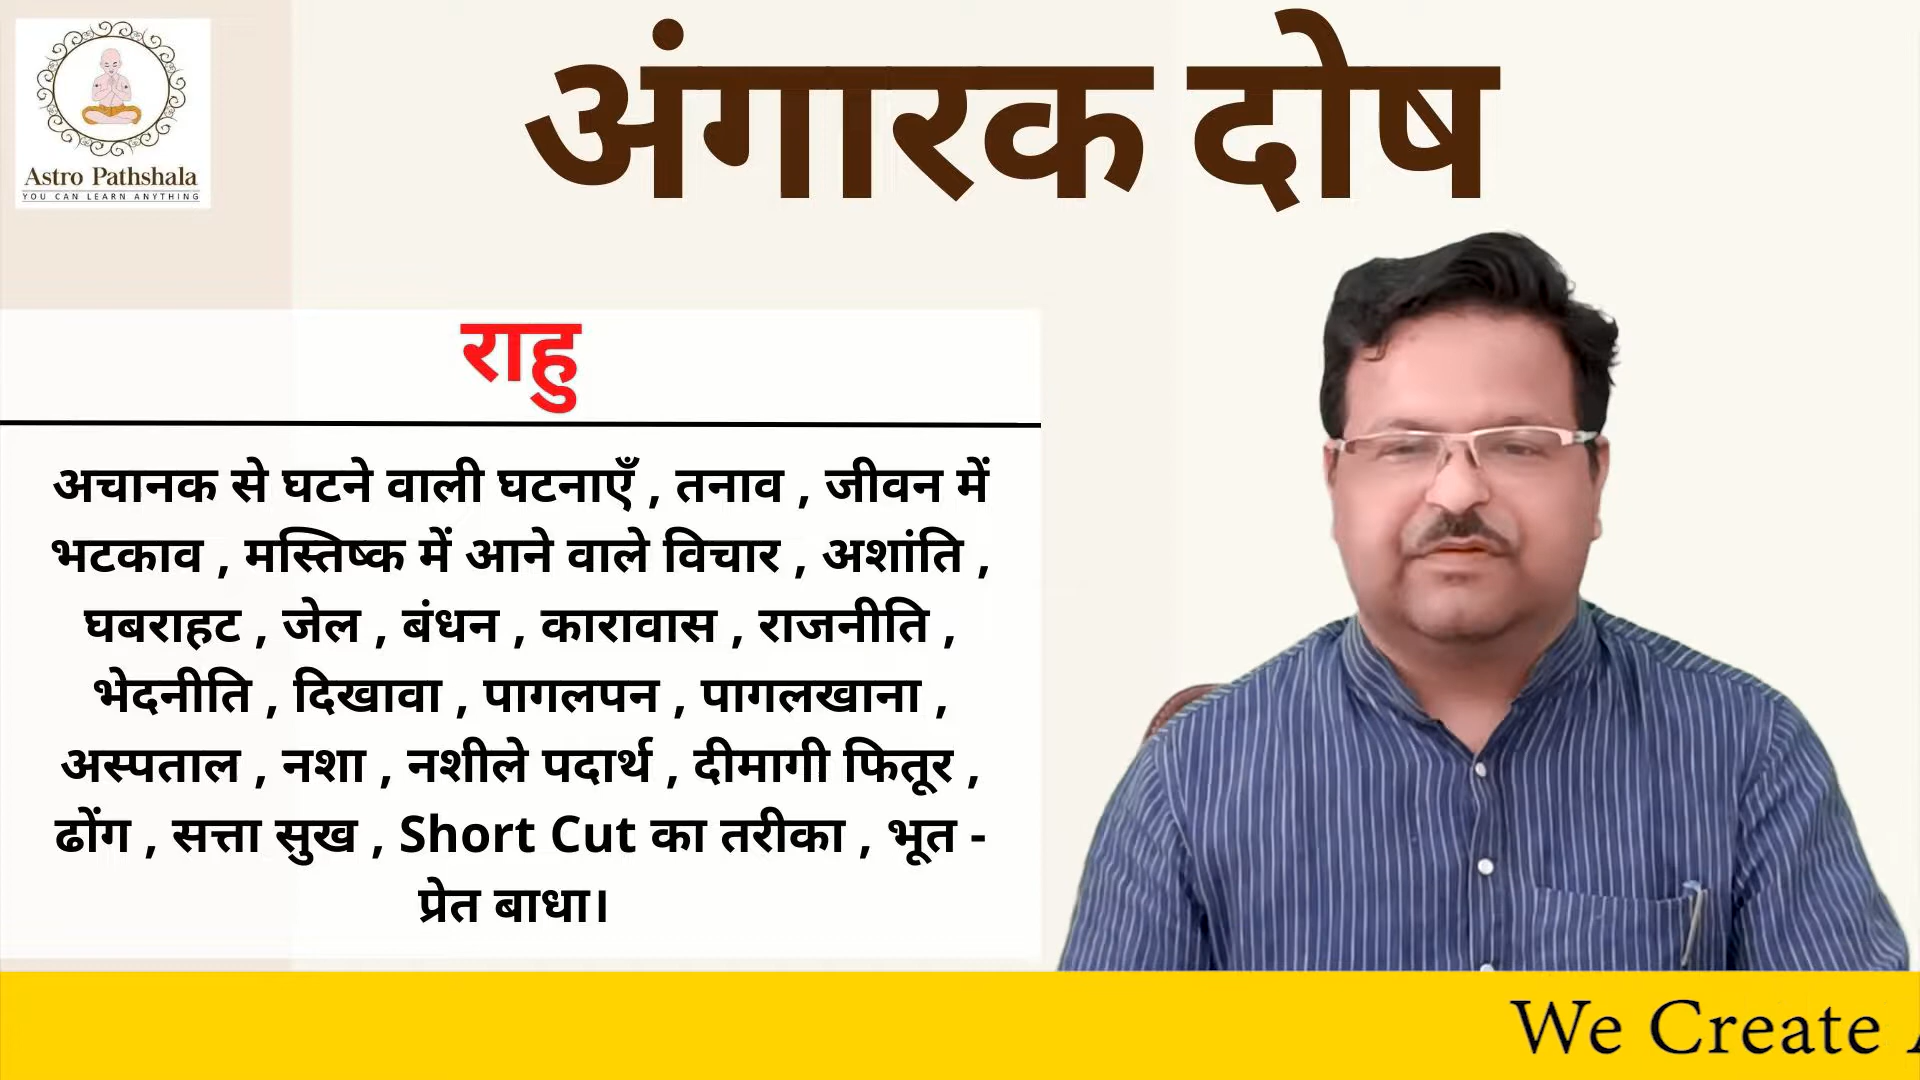 Astro Pathshala
YOU CAN LEARN ANYTHING
अंगारक दोष
राहु
अचानक से घटने वाली घटनाएँ , तनाव , जीवन में
भटकाव , मस्तिष्क में आने वाले विचार , अशांति ,
घबराहट , जेल , बंधन , कारावास , राजनीति ,
भेदनीति , दिखावा , पागलपन , पागलखाना ,
अस्पताल , नशा , नशीले पदार्थ , दीमागी फितूर ,
ढोंग , सत्ता सुख , Short Cut का तरीका , भूत -
प्रेत बाधा।
We Create